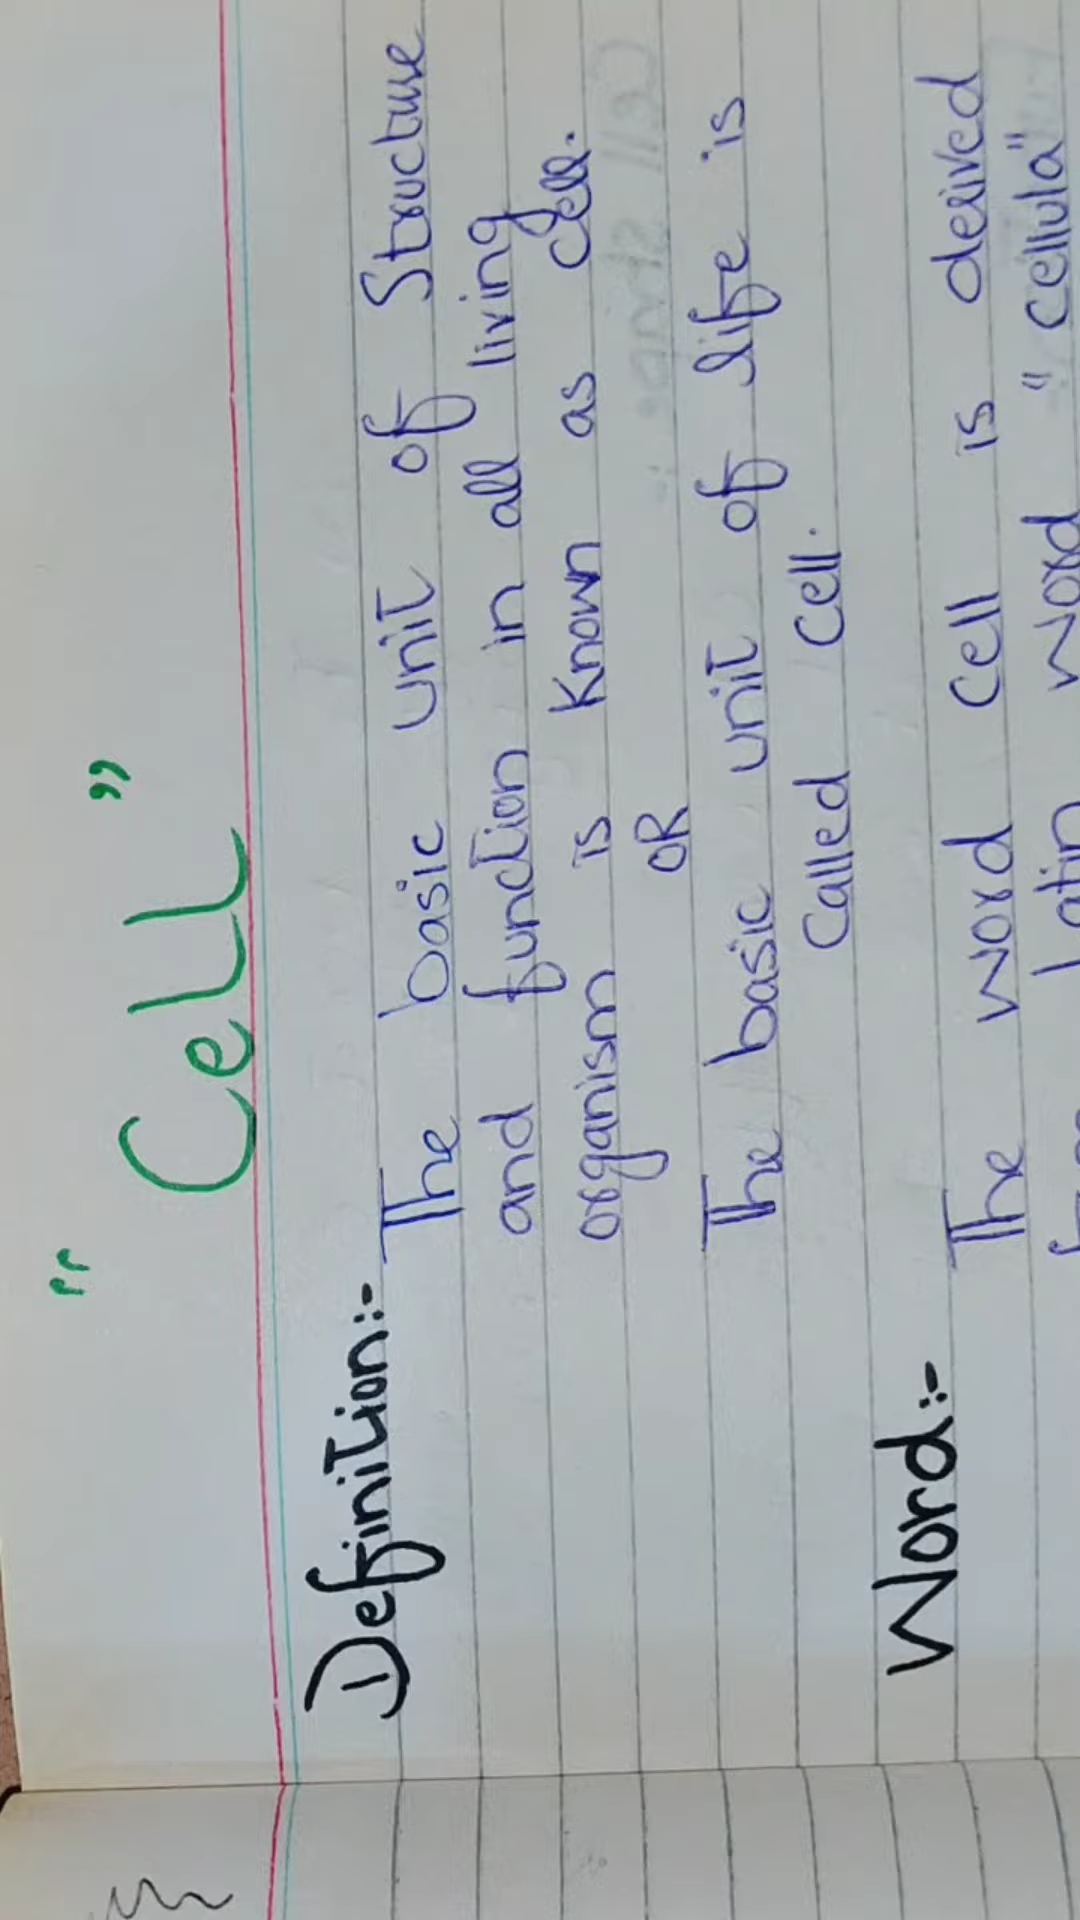 " Cell "
Definition:-
The basic unit of Structure
and function in all living
organism is known as cell.
OR
The basic unit of life is
Called Cell.
Word:-
The word Cell is derived
Latin word "cellula"